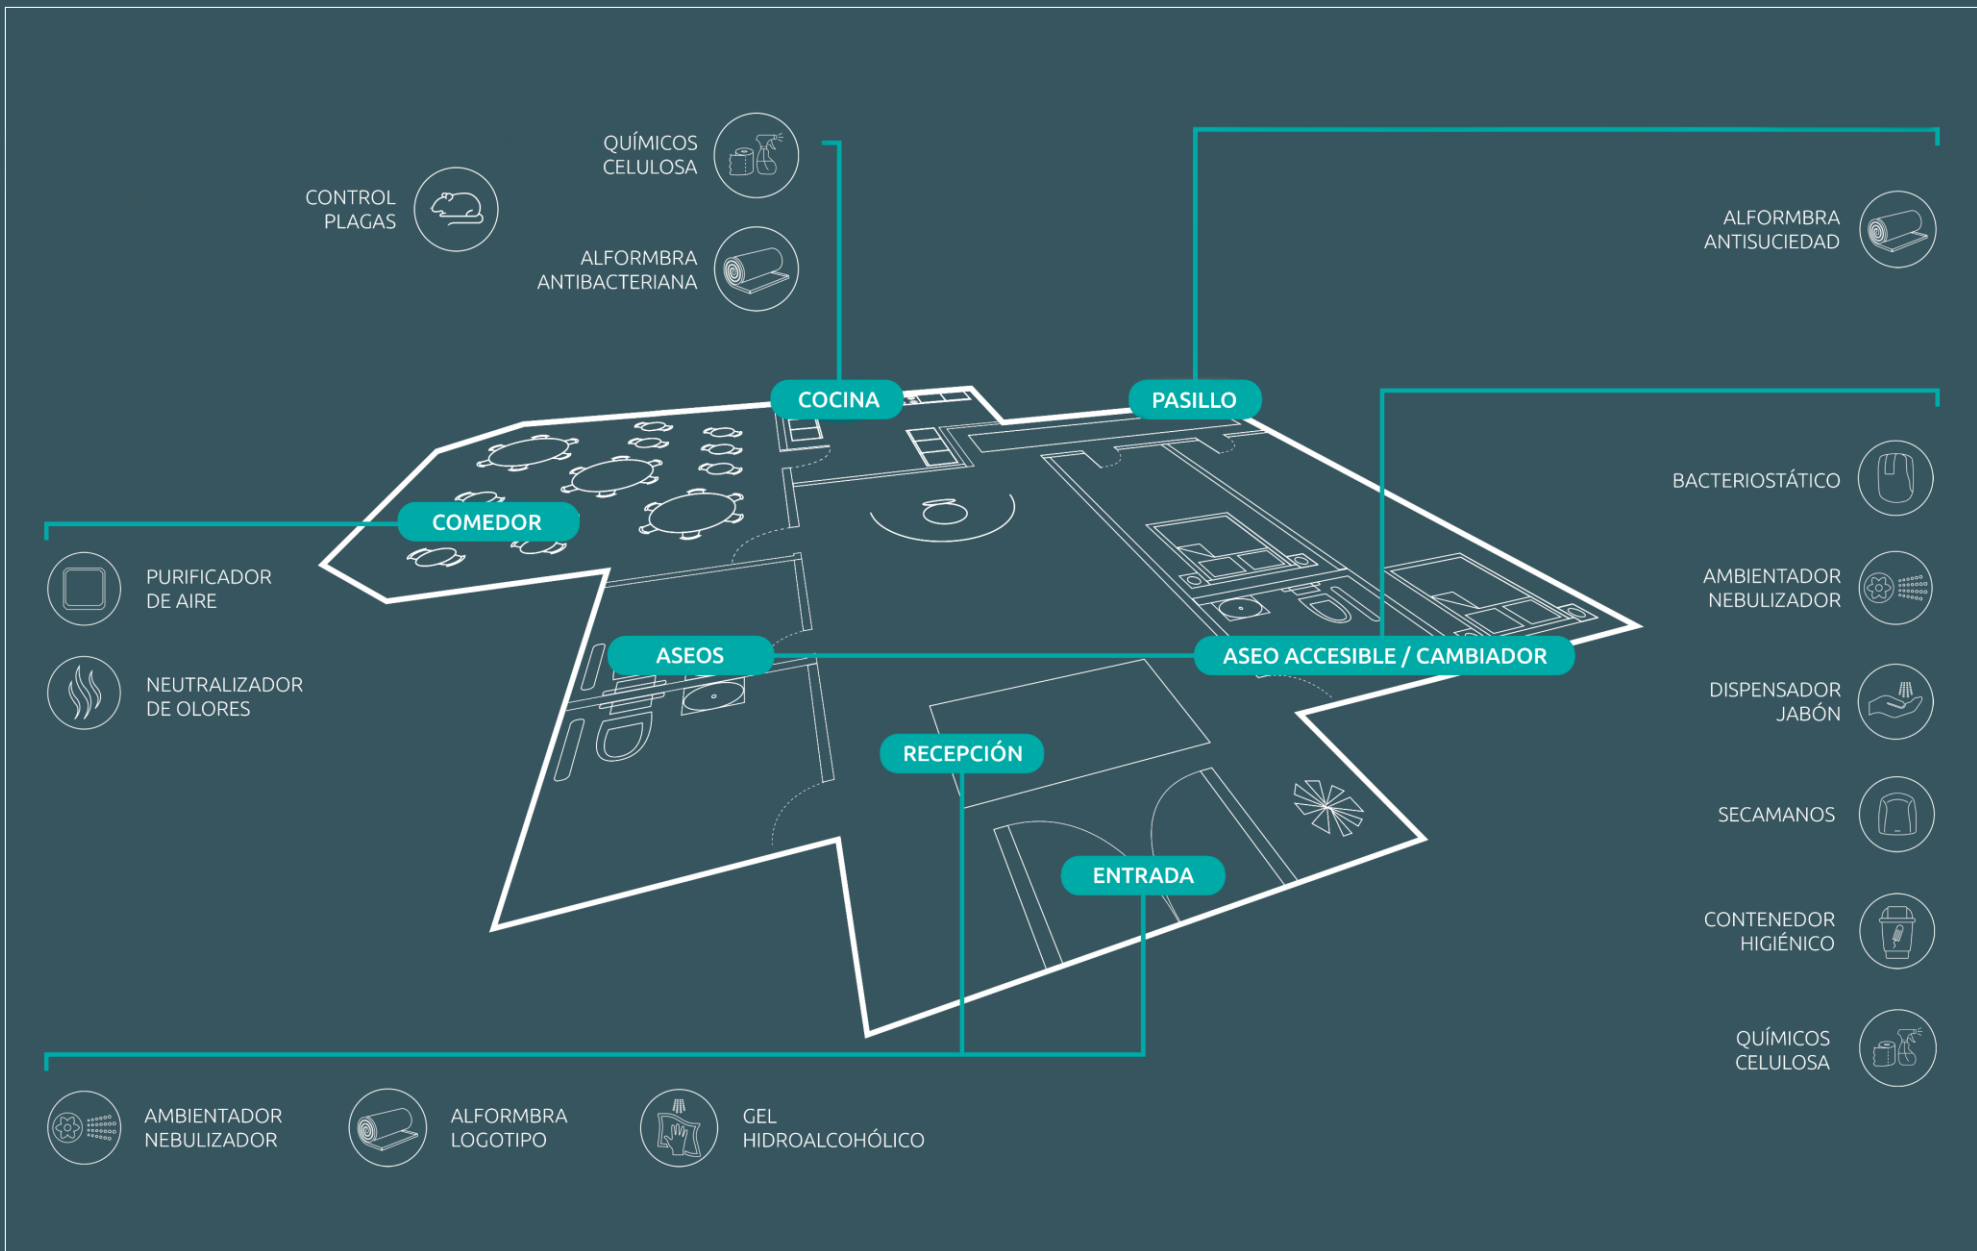 QUÍMICOS
CELULOSA
CONTROL
PLAGAS
ALFORMBRA
ANTIBACTERIANA
ALFORMBRA
ANTISUCIEDAD
COCINA
PASILLO
COMEDOR
BACTERIOSTÁTICO
PURIFICADOR
DE AIRE
AMBIENTADOR
NEBULIZADOR
ASEOS
ASEO ACCESIBLE / CAMBIADOR
NEUTRALIZADOR
DE OLORES
DISPENSADOR
JABÓN
RECEPCIÓN
SECAMANOS
ENTRADA
CONTENEDOR
HIGIÉNICO
QUÍMICOS
CELULOSA
AMBIENTADOR
NEBULIZADOR
ALFORMBRA
LOGOTIPO
GEL
HIDROALCOHÓLICO